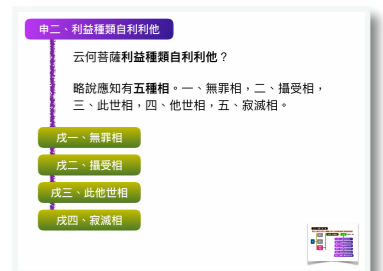 申二、利益種類自利利他
云何菩薩利益種類自利利他？
略說應知有五種相。一、無罪相，二、攝受相，
三、此世相，四、他世相，五、寂滅相。
戌一、無罪相
戌二、攝受相
戌三、此他世相
戌四、寂滅相